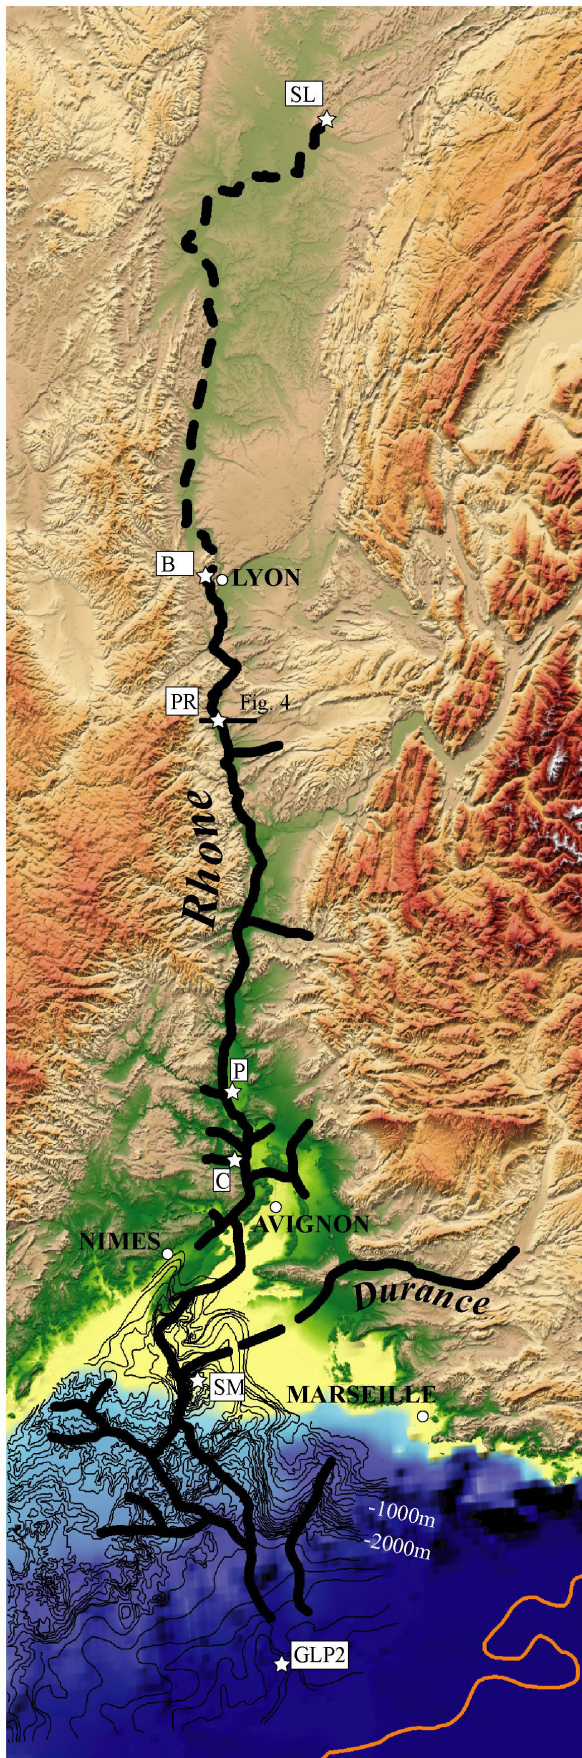 SL
B
LYON
PR
Fig. 4
Rhone
P
C
AVIGNON
NIMES
Durance
SM
MARSEILLE
-1000m
-2000m
GLP2